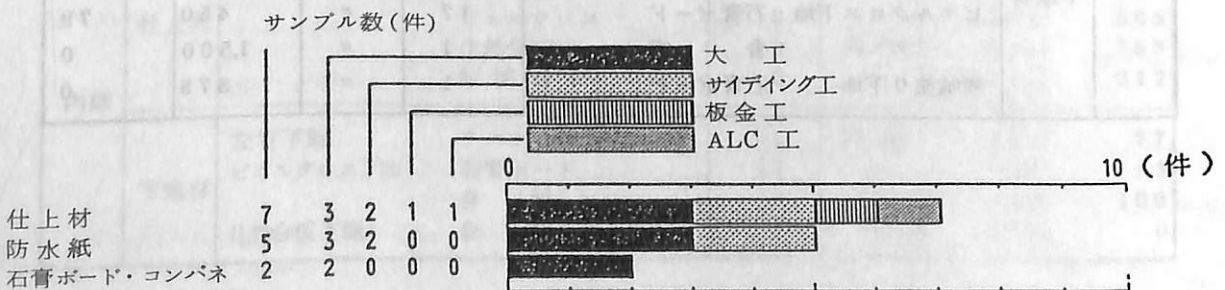 サンプル数(件)
大 工
サイディング工
板金工
ALC 工
0 10 (件)
仕上材 7 3 2 1 1
防水紙 5 3 2 0 0
石膏ボード・コンパネ 2 2 0 0 0